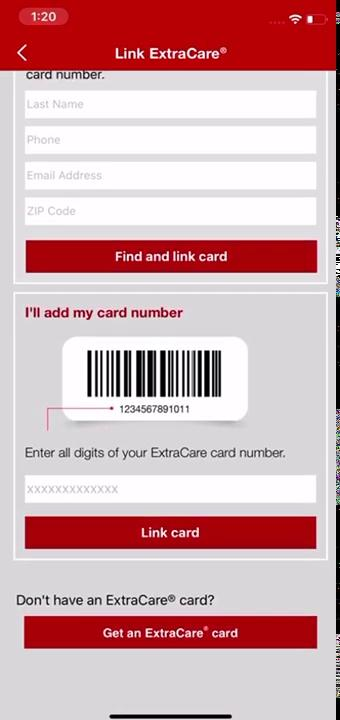 1:20
Link ExtraCare®
card number.
Last Name
Phone
Email Address
ZIP Code
Find and link card
I'll add my card number
1234567891011
Enter all digits of your ExtraCare card number.
xxxxxxxxxxxxx
Link card
Don't have an ExtraCare® card?
Get an ExtraCare® card